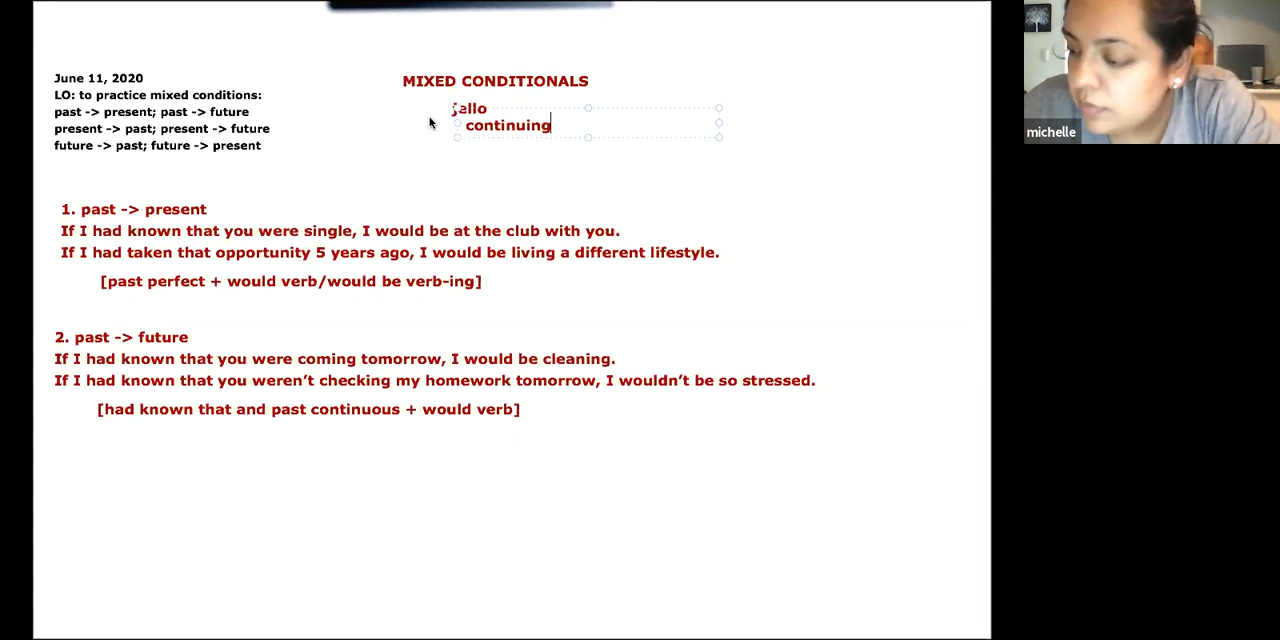 June 11, 2020
LO: to practice mixed conditions:
past -> present; past -> future
present -> past; present -> future
future -> past; future -> present
MIXED CONDITIONALS
jello
continuing
1. past -> present
If I had known that you were single, I would be at the club with you.
If I had taken that opportunity 5 years ago, I would be living a different lifestyle.
[past perfect + would verb/would be verb-ing]
2. past -> future
If I had known that you were coming tomorrow, I would be cleaning.
If I had known that you weren’t checking my homework tomorrow, I wouldn’t be so stressed.
[had known that and past continuous + would verb]
michelle